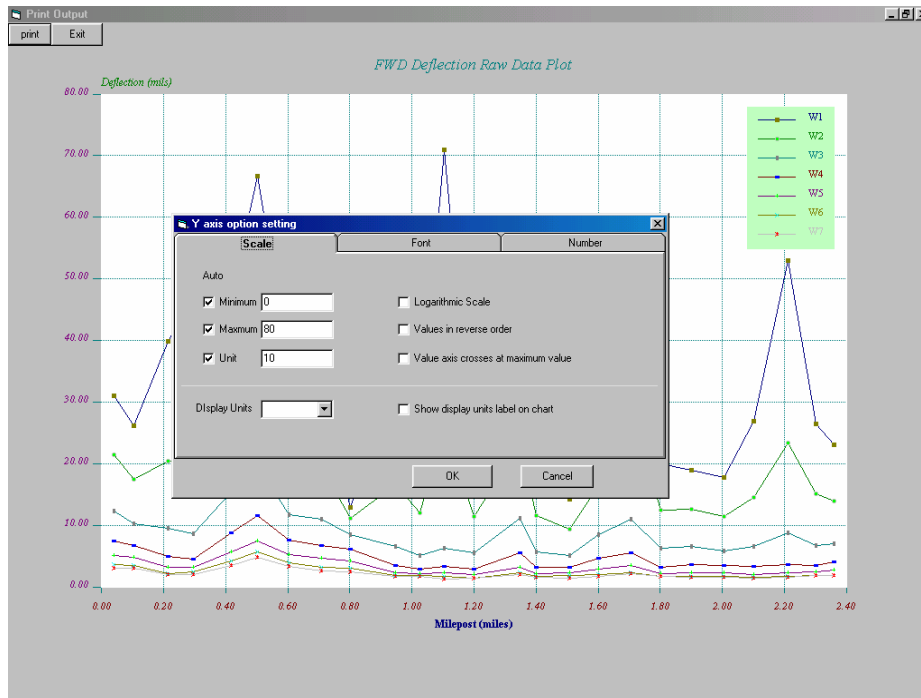 Print Output
print Exit
FWD Deflection Raw Data Plot
Deflection (mils)
80.00
70.00
60.00
50.00
40.00
30.00
20.00
10.00
0.00
W1
W2
W3
W4
W5
W6
W7
Y axis option setting
Scale Font Number
Auto
Minimum 0 Logarithmic Scale
Maxmum 80 Values in reverse order
Unit 10 Value axis crosses at maximum value
DIsplay Units Show display units label on chart
OK Cancel
0.00 0.20 0.40 0.60 0.80 1.00 1.20 1.40 1.60 1.80 2.00 2.20 2.40
Milepost (miles)